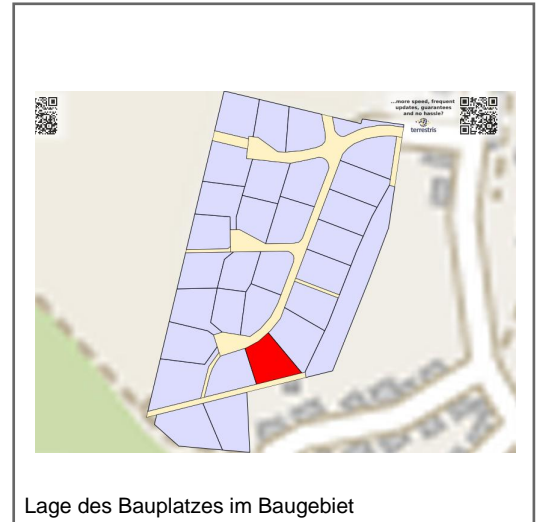 ...more speed, frequent
updates, guarantees
and no hassle?
terrestris
Lage des Bauplatzes im Baugebiet